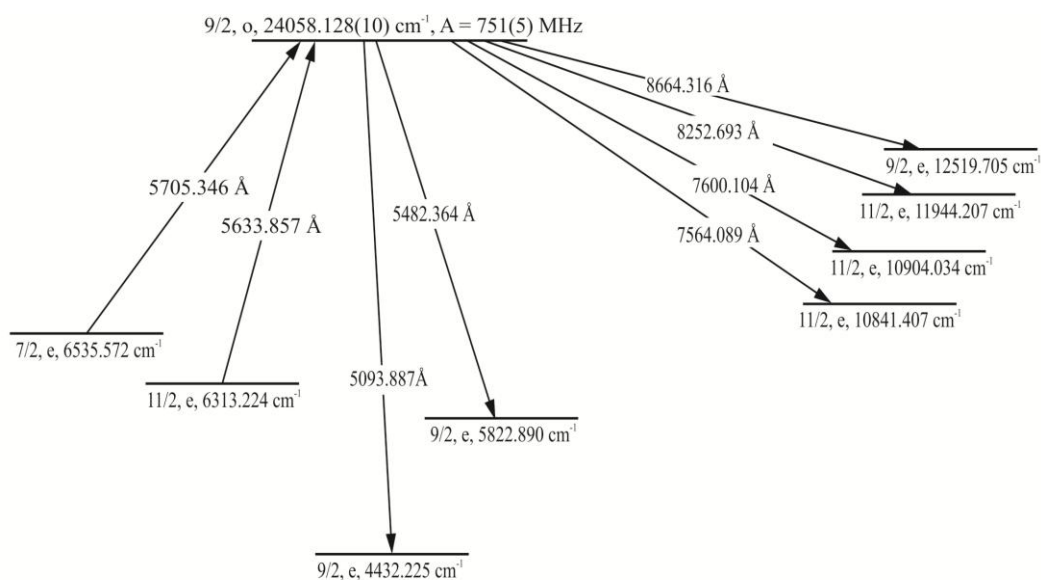 9/2, o, 24058.128(10) cm⁻¹, A = 751(5) MHz
8664.316 Å
8252.693 Å
9/2, e, 12519.705 cm⁻¹
5705.346 Å
7600.104 Å
11/2, e, 11944.207 cm⁻¹
5633.857 Å
5482.364 Å
7564.089 Å
11/2, e, 10904.034 cm⁻¹
11/2, e, 10841.407 cm⁻¹
7/2, e, 6535.572 cm⁻¹
5093.887Å
11/2, e, 6313.224 cm⁻¹
9/2, e, 5822.890 cm⁻¹
9/2, e, 4432.225 cm⁻¹